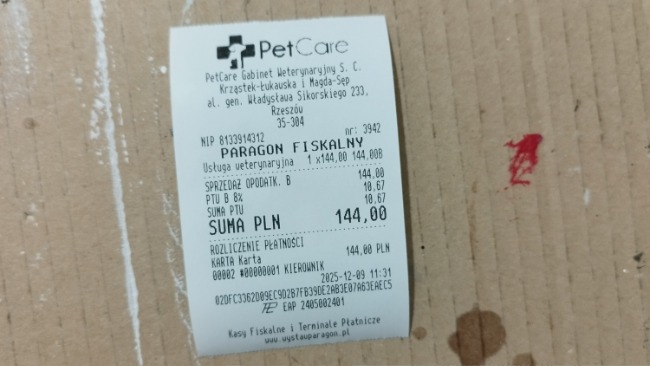 PetCare
PetCare Gabinet Weterynaryjny S. C.
Krząstek-Łukauska i Magda-Sęp
al. gen. Władysława Sikorskiego 233,
Rzeszów
35-304
NIP 8133914312 nr: 3942
PARAGON FISKALNY
Usługa weterynaryjna 1 x144,00 144,00B
SPRZEDAŻ OPODATK. B 144,00
PTU B 8% 10,67
SUMA PTU 10,67
SUMA PLN 144,00
ROZLICZENIE PŁATNOŚCI
KARTA Karta 144,00 PLN
00002 #00000001 KIEROWNIK 2025-12-09 11:31
02DFC3362D09EC9D2B7FB39DE2AB3E07A63EAEC5
EAP 2405002401
Kasy Fiskalne i Terminale Płatnicze
www.wystawparagon.pl